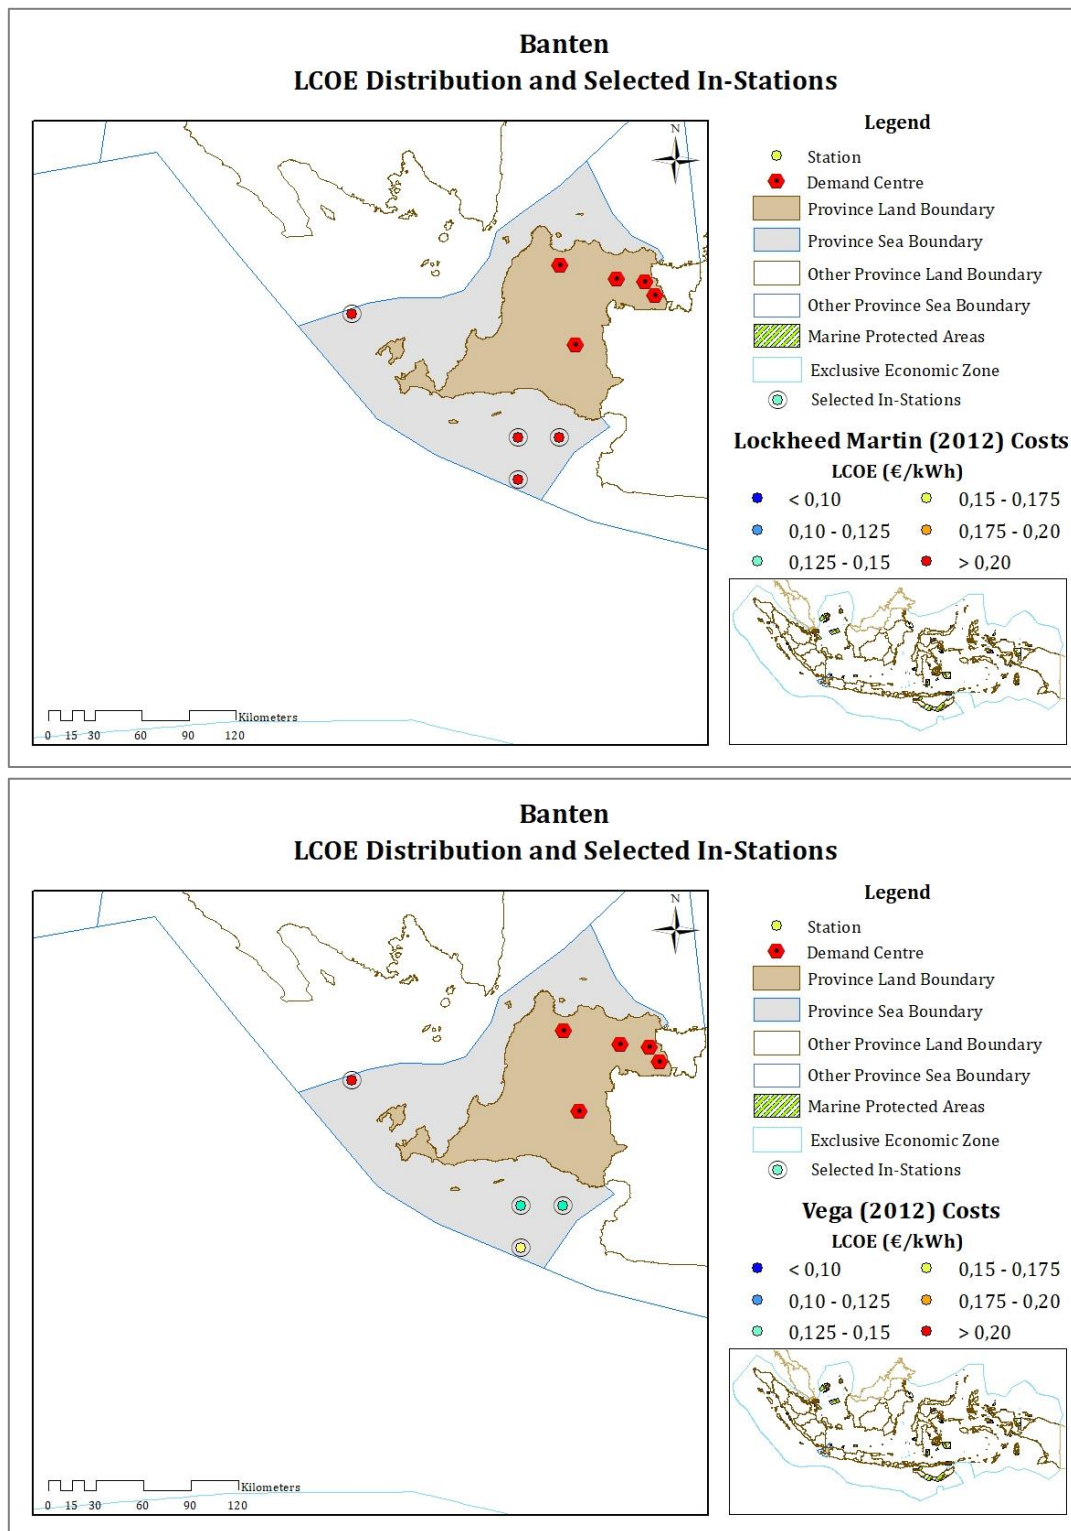 Banten
LCOE Distribution and Selected In-Stations
N
Legend
Station
Demand Centre
Province Land Boundary
Province Sea Boundary
Other Province Land Boundary
Other Province Sea Boundary
Marine Protected Areas
Exclusive Economic Zone
Selected In-Stations
Lockheed Martin (2012) Costs
LCOE (€/kWh)
< 0,10 0,15 - 0,175
0,10 - 0,125 0,175 - 0,20
0,125 - 0,15 > 0,20
Kilometers
0 15 30 60 90 120
Banten
LCOE Distribution and Selected In-Stations
N
Legend
Station
Demand Centre
Province Land Boundary
Province Sea Boundary
Other Province Land Boundary
Other Province Sea Boundary
Marine Protected Areas
Exclusive Economic Zone
Selected In-Stations
Vega (2012) Costs
LCOE (€/kWh)
< 0,10 0,15 - 0,175
0,10 - 0,125 0,175 - 0,20
0,125 - 0,15 > 0,20
Kilometers
0 15 30 60 90 120